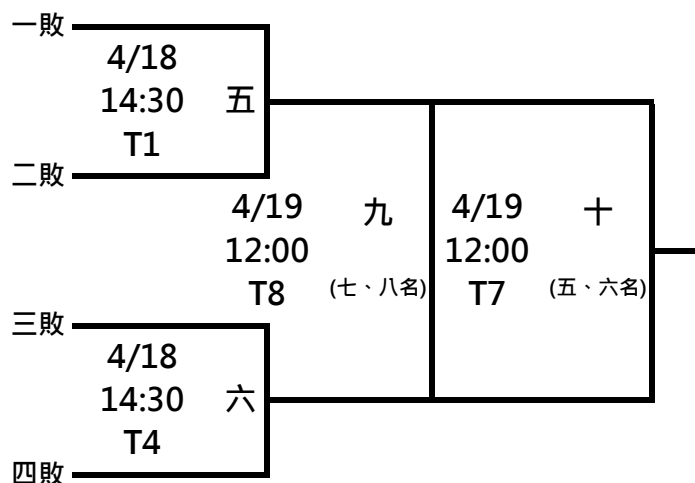 一敗
4/18
14:30
五
T1
二敗
4/19
12:00
T8
九
(七、八名)
4/19
12:00
T7
十
(五、六名)
三敗
4/18
14:30
六
T4
四敗